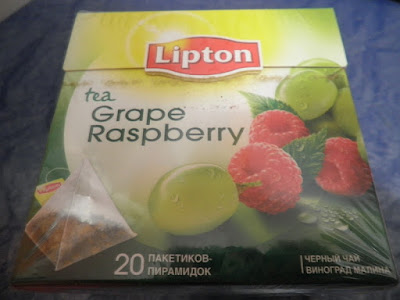 Lipton
tea
Grape
Raspberry
20 ПАКЕТИКОВ-
ПИРАМИДОК
ЧЕРНЫЙ ЧАЙ
ВИНОГРАД МАЛИНА